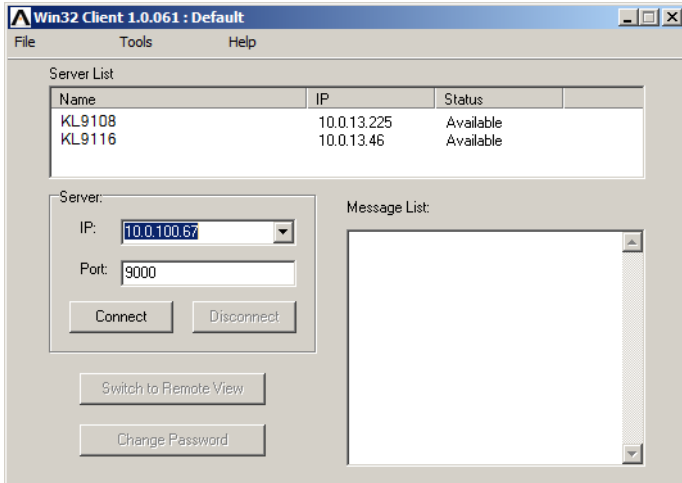 Win32 Client 1.0.061 : Default
File Tools Help
Server List
Name IP Status
KL9108 10.0.13.225 Available
KL9116 10.0.13.46 Available
Server:
IP: 10.0.100.67
Port: 9000
Connect Disconnect
Switch to Remote View
Change Password
Message List: